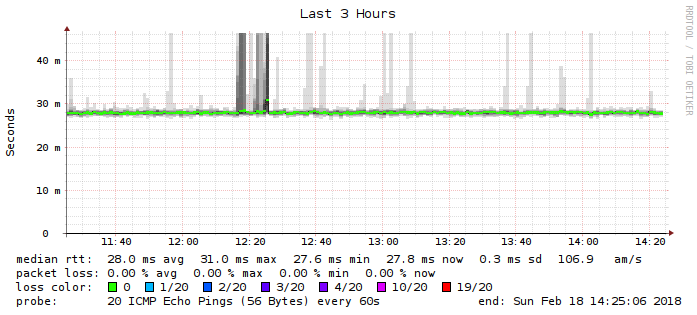 Last 3 Hours
RRDTOOL / TOBI OETIKER
Seconds
40 m
30 m
20 m
10 m
0
11:40 12:00 12:20 12:40 13:00 13:20 13:40 14:00 14:20
median rtt: 28.0 ms avg 31.0 ms max 27.6 ms min 27.8 ms now 0.3 ms sd 106.9 am/s
packet loss: 0.00 % avg 0.00 % max 0.00 % min 0.00 % now
loss color: 0 1/20 2/20 3/20 4/20 10/20 19/20
probe: 20 ICMP Echo Pings (56 Bytes) every 60s end: Sun Feb 18 14:25:06 2018